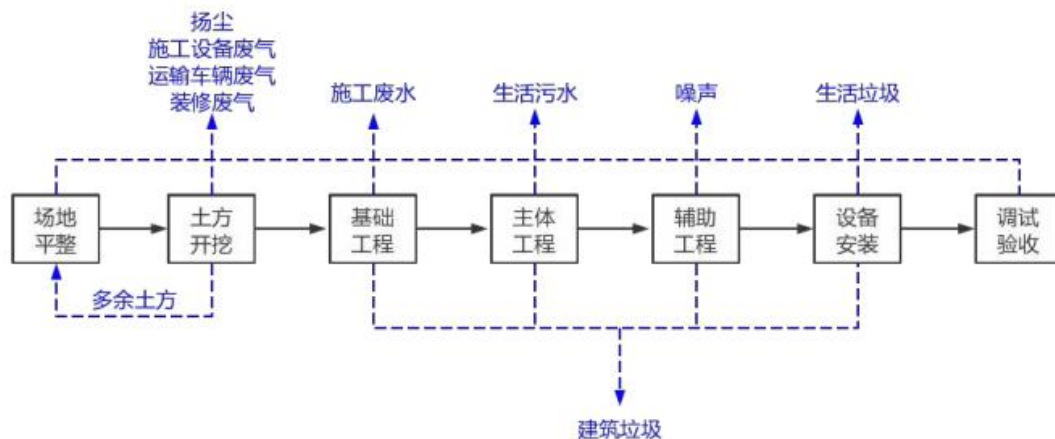 扬尘
施工设备废气
运输车辆废气
装修废气
施工废水
生活污水
噪声
生活垃圾
场地
平整
土方
开挖
基础
工程
主体
工程
辅助
工程
设备
安装
调试
验收
多余土方
建筑垃圾